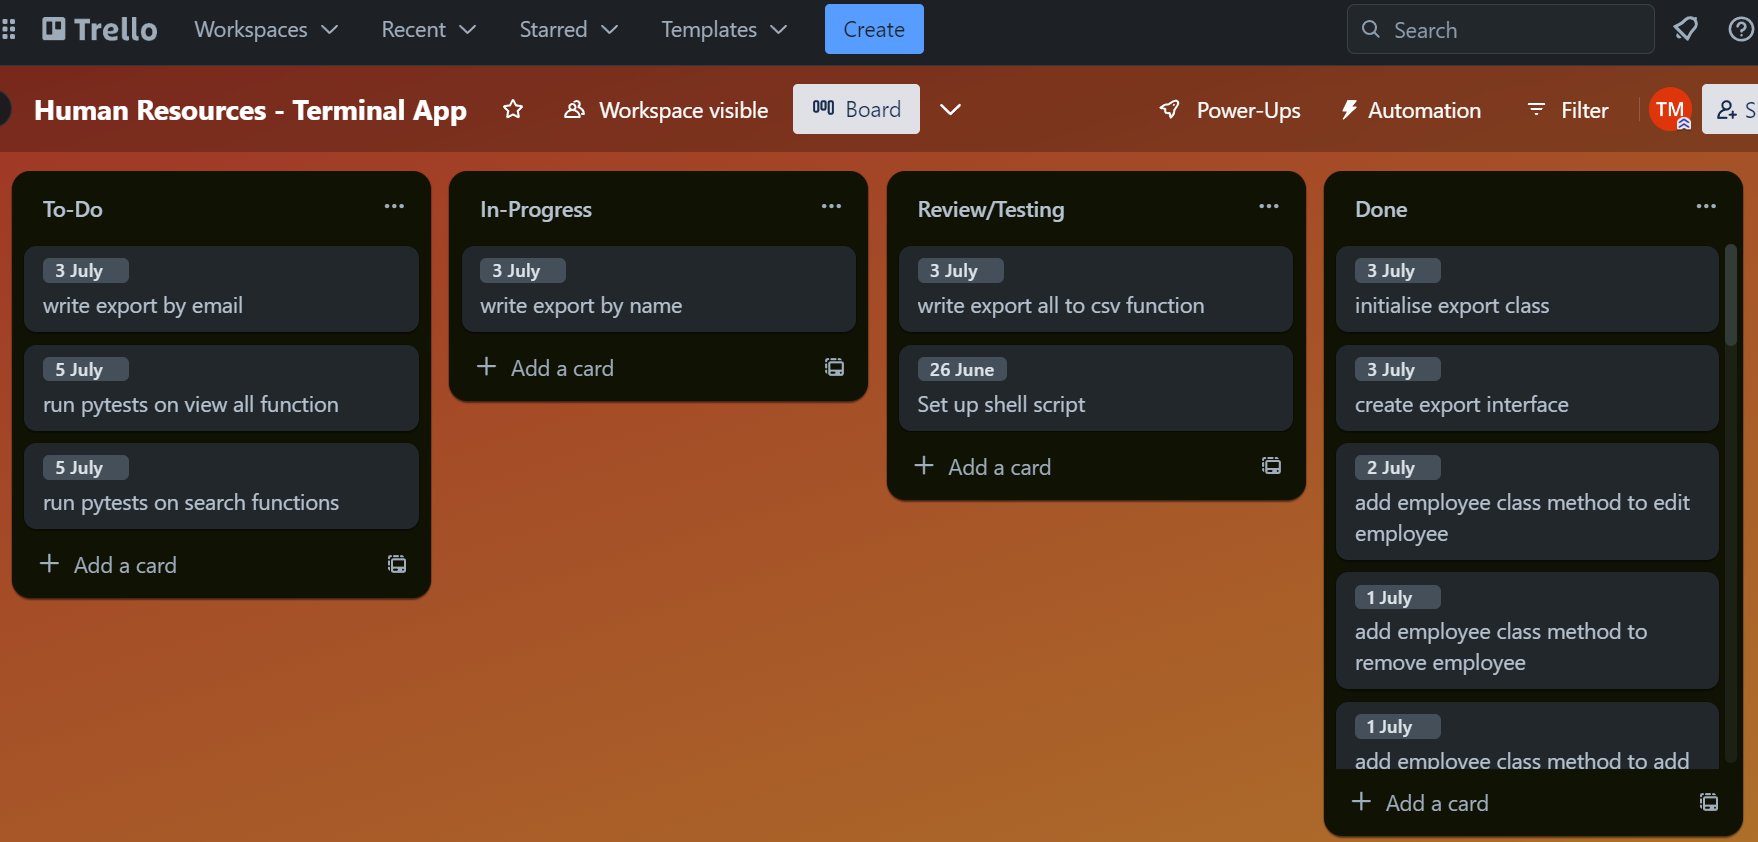 Trello
Workspaces
Recent
Starred
Templates
Create
Search
Human Resources - Terminal App
Workspace visible
Board
Power-Ups
Automation
Filter
TM
S
To-Do
3 July
write export by email
5 July
run pytests on view all function
5 July
run pytests on search functions
Add a card
In-Progress
3 July
write export by name
Add a card
Review/Testing
3 July
write export all to csv function
26 June
Set up shell script
Add a card
Done
3 July
initialise export class
3 July
create export interface
2 July
add employee class method to edit
employee
1 July
add employee class method to
remove employee
1 July
add employee class method to add
Add a card